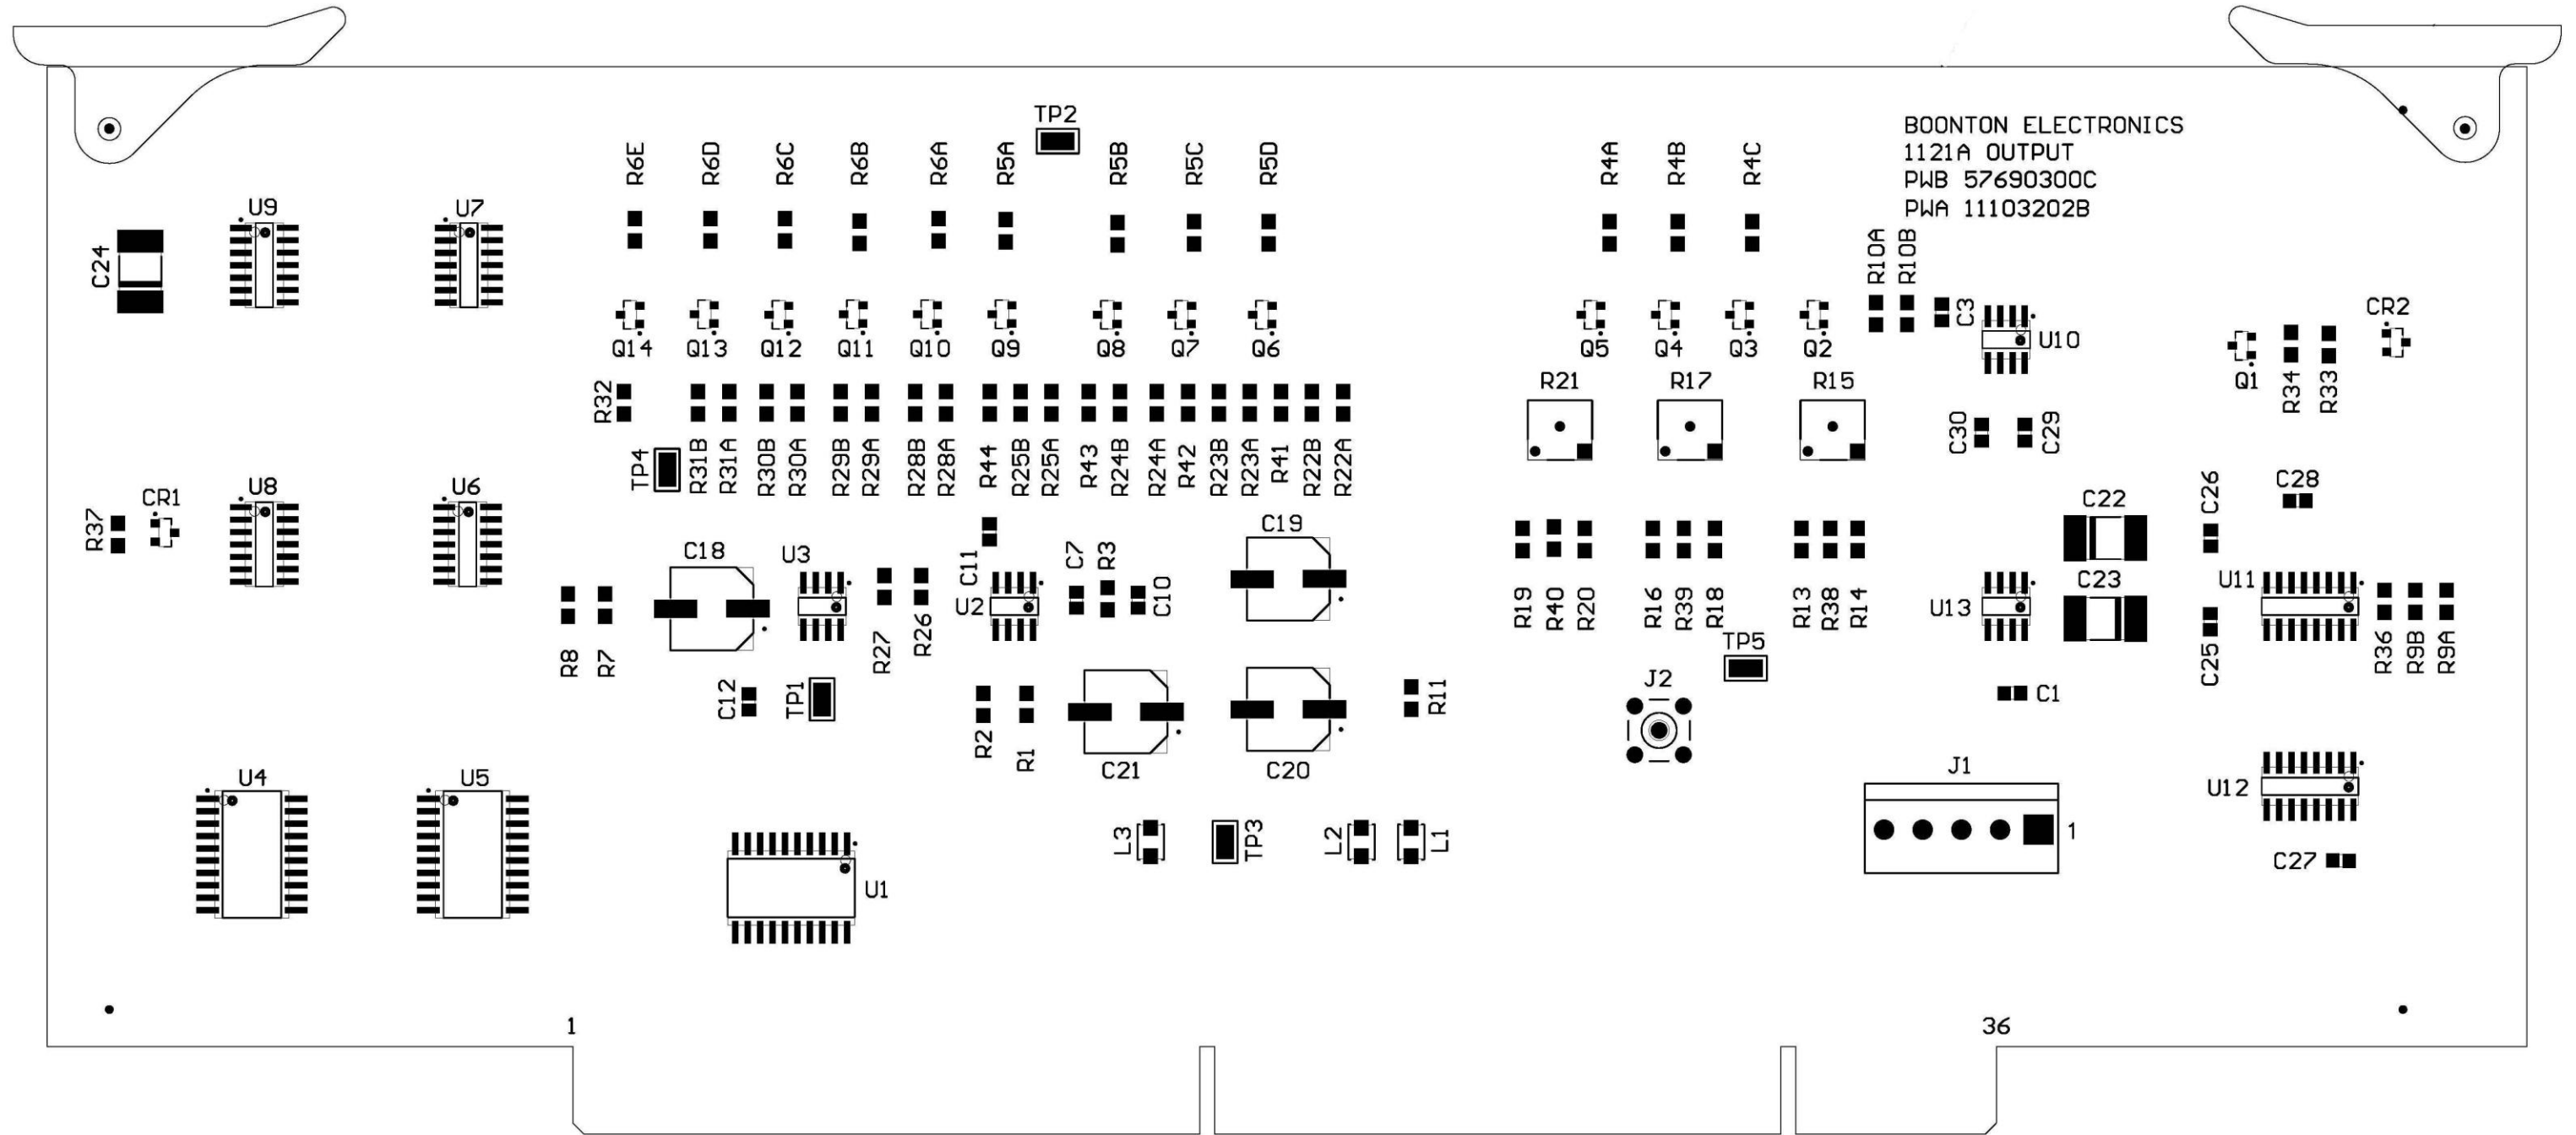 TP2
BOONTON ELECTRONICS
1121A OUTPUT
PWB 57690300C
PWA 11103202B
R6E
R6D
R6C
R6B
R6A
R5A
R5B
R5C
R5D
R4A
R4B
R4C
U9
U7
C24
R10A
R10B
C3
U10
CR2
Q14
Q13
Q12
Q11
Q10
Q9
Q8
Q7
Q6
Q5
Q4
Q3
Q2
Q1
R34
R33
R32
R21
R17
R15
C30
C29
TP4
R31B
R31A
R30B
R30A
R29B
R29A
R28B
R28A
R44
R25B
R25A
R43
R24B
R24A
R42
R23B
R23A
R41
R22B
R22A
U8
U6
CR1
R37
C26
C28
C22
C19
C18
U3
C11
C7
R3
C10
U2
C23
U11
U13
R19
R40
R20
R16
R39
R18
R13
R38
R14
R8
R7
R27
R26
TP5
C25
R36
R9B
R9A
C12
TP1
R2
R1
R11
J2
C1
C21
C20
J1
1
U12
U4
U5
L3
TP3
L2
L1
C27
U1
1
36